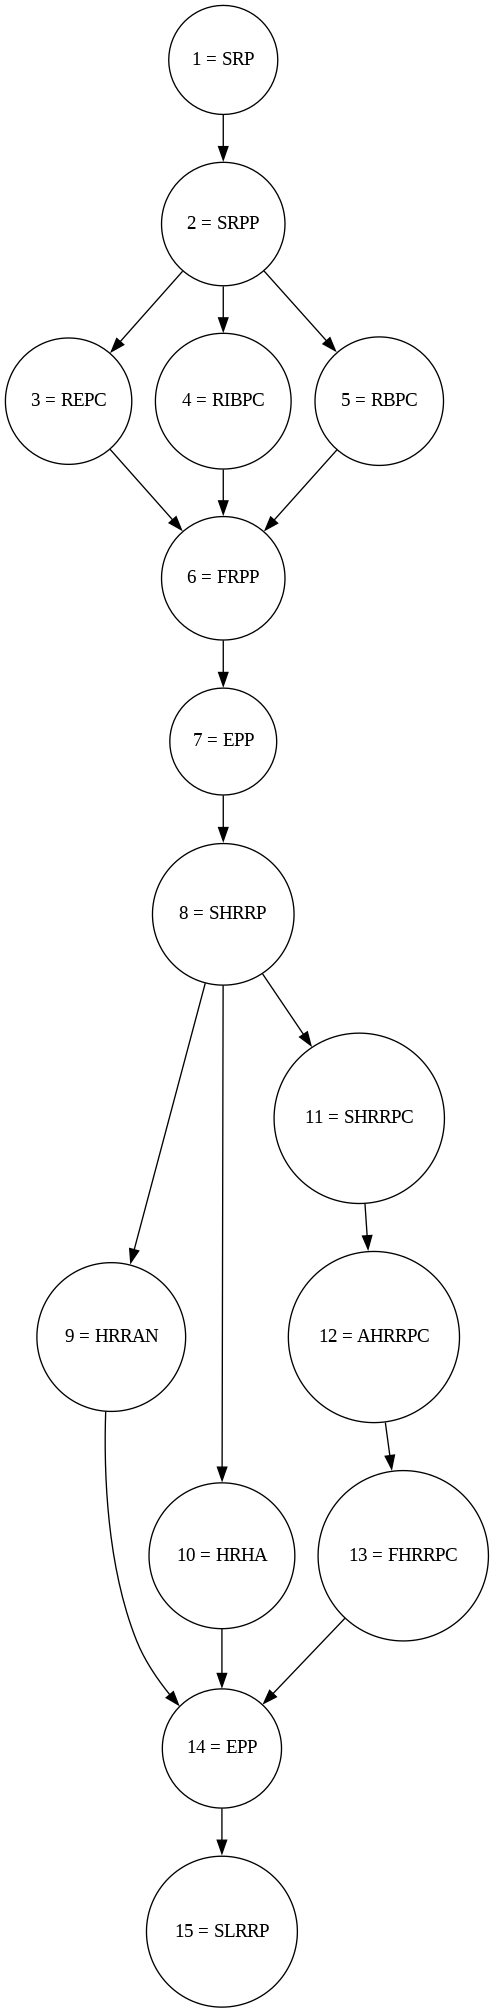 1 = SRP
2 = SRPP
3 = REPC
4 = RIBPC
5 = RBPC
6 = FRPP
7 = EPP
8 = SHRRP
11 = SHRRPC
9 = HRRAN
12 = AHRRPC
10 = HRHA
13 = FHRRPC
14 = EPP
15 = SLRRP